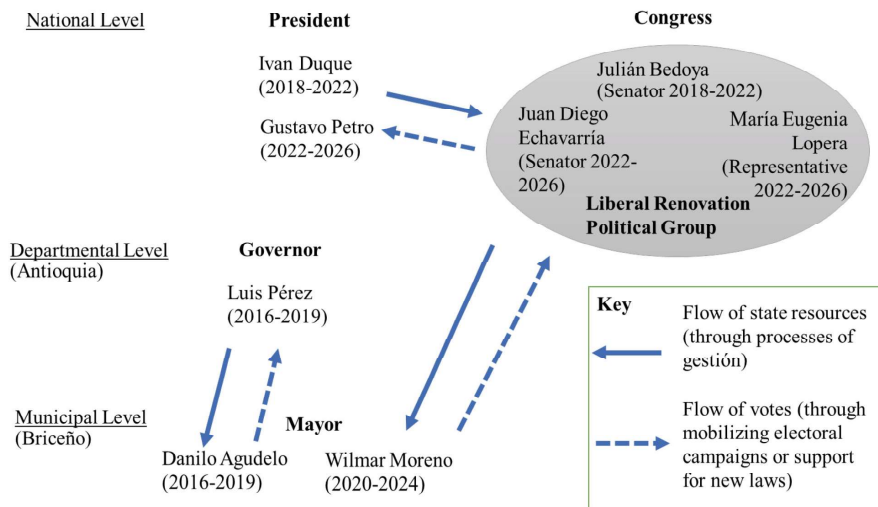 National Level
President
Congress
Ivan Duque
(2018-2022)
Gustavo Petro
(2022-2026)
Julián Bedoya
(Senator 2018-2022)
Juan Diego
Echavarría
(Senator 2022-
2026)
María Eugenia
Lopera
(Representative
2022-2026)
Liberal Renovation
Political Group
Departmental Level
(Antioquia)
Governor
Luis Pérez
(2016-2019)
Municipal Level
(Briceño)
Mayor
Danilo Agudelo
(2016-2019)
Wilmar Moreno
(2020-2024)
Key
Flow of state resources
(through processes of
gestión)
Flow of votes (through
mobilizing electoral
campaigns or support
for new laws)